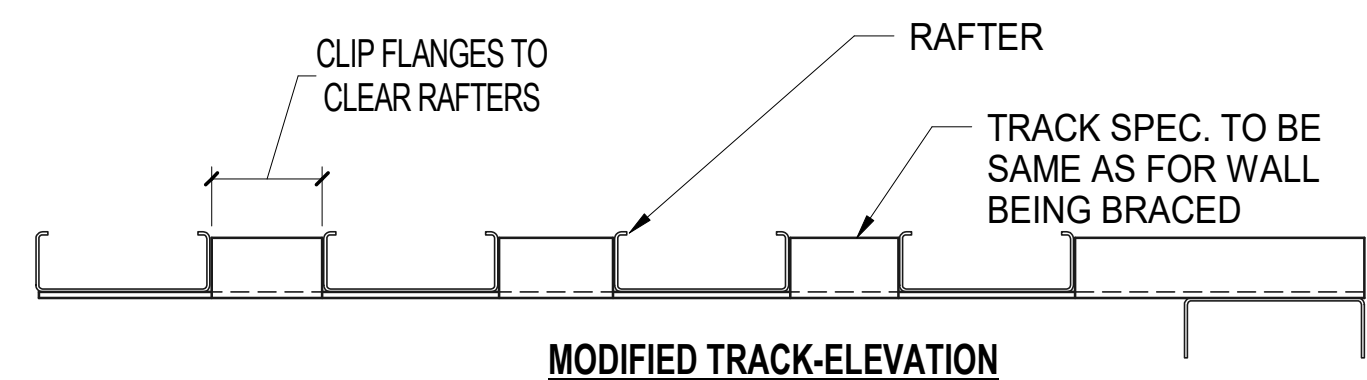 CLIP FLANGES TO
CLEAR RAFTERS
RAFTER
TRACK SPEC. TO BE
SAME AS FOR WALL
BEING BRACED
MODIFIED TRACK-ELEVATION